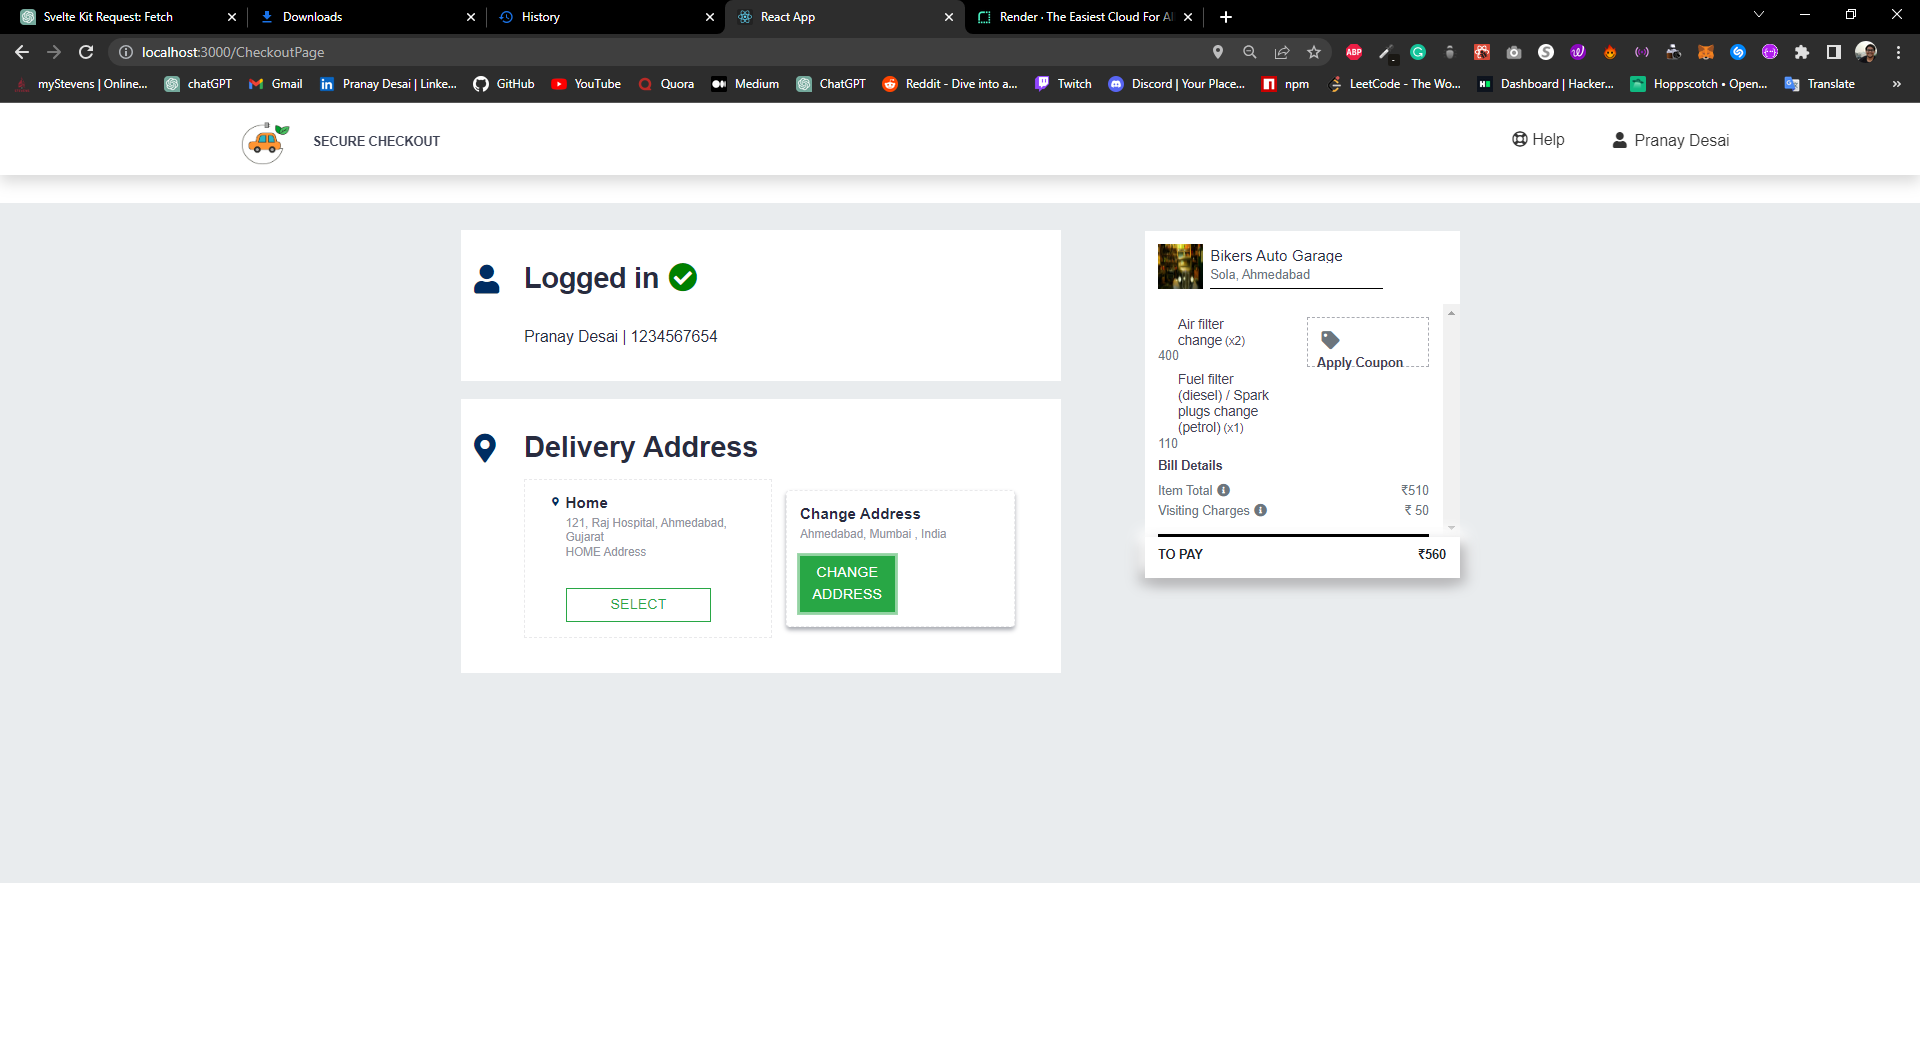 Svelte Kit Request: Fetch
Downloads
History
React App
Render · The Easiest Cloud For Al
localhost:3000/CheckoutPage
ABP
myStevens | Online...
chatGPT
Gmail
Pranay Desai | Linke...
GitHub
YouTube
Quora
Medium
ChatGPT
Reddit - Dive into a...
Twitch
Discord | Your Place...
npm
LeetCode - The Wo...
Dashboard | Hacker...
Hoppscotch • Open...
Translate
»
SECURE CHECKOUT
Help
Pranay Desai
Logged in
Pranay Desai | 1234567654
Delivery Address
Home
121, Raj Hospital, Ahmedabad,
Gujarat
HOME Address
SELECT
Change Address
Ahmedabad, Mumbai , India
CHANGE
ADDRESS
Bikers Auto Garage
Sola, Ahmedabad
Air filter
change (x2)
400
Apply Coupon
Fuel filter
(diesel) / Spark
plugs change
(petrol) (x1)
110
Bill Details
Item Total
₹510
Visiting Charges
₹ 50
TO PAY
₹560